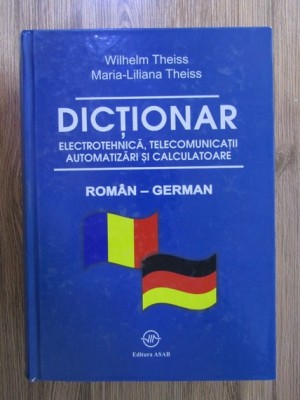 Wilhelm Theiss
Maria-Liliana Theiss
DICȚIONAR
ELECTROTEHNICĂ, TELECOMUNICAȚII
AUTOMATIZĂRI ȘI CALCULATOARE
ROMÂN – GERMAN
Editura ASAB